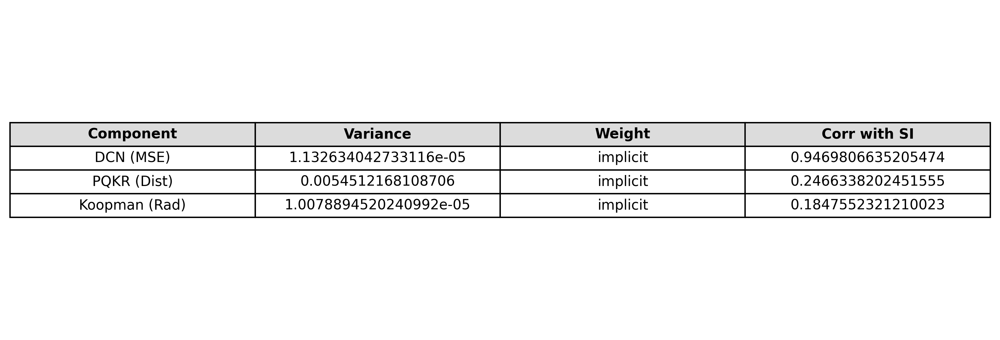 Component Variance Weight Corr with SI
DCN (MSE) 1.132634042733116e-05 implicit 0.9469806635205474
PQKR (Dist) 0.0054512168108706 implicit 0.2466338202451555
Koopman (Rad) 1.0078894520240992e-05 implicit 0.1847552321210023